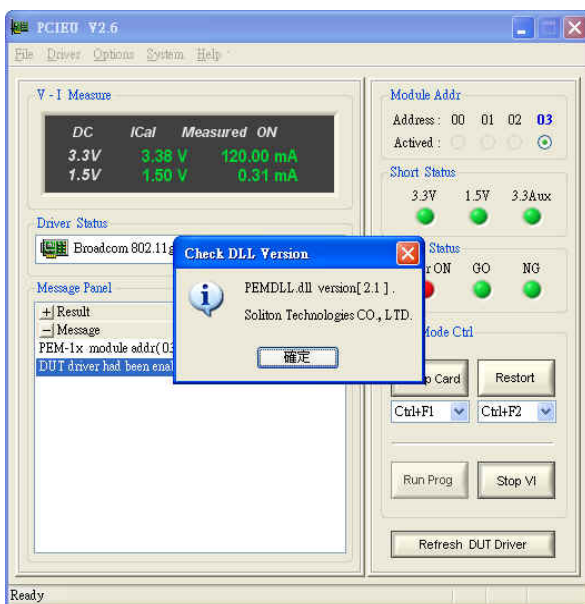 PCIEU V2.6
File Driver Options System Help
V - I Measure
DC ICal Measured ON
3.3V 3.38 V 120.00 mA
1.5V 1.50 V 0.31 mA
Driver Status
Broadcom 802.11g
Message Panel
+ Result
− Message
PEM-1x module addr(03
DUT driver had been
Check DLL Version
PEMDLL.dll version[ 2.1 ] .
Soliton Technologies CO., LTD.
確定
Module Addr
Address : 00 01 02 03
Actived :
Short Status
3.3V 1.5V 3.3Aux
Status
ON GO NG
Mode Ctrl
Card Restort
Ctrl+F1 Ctrl+F2
Run Prog Stop VI
Refresh DUT Driver
Ready